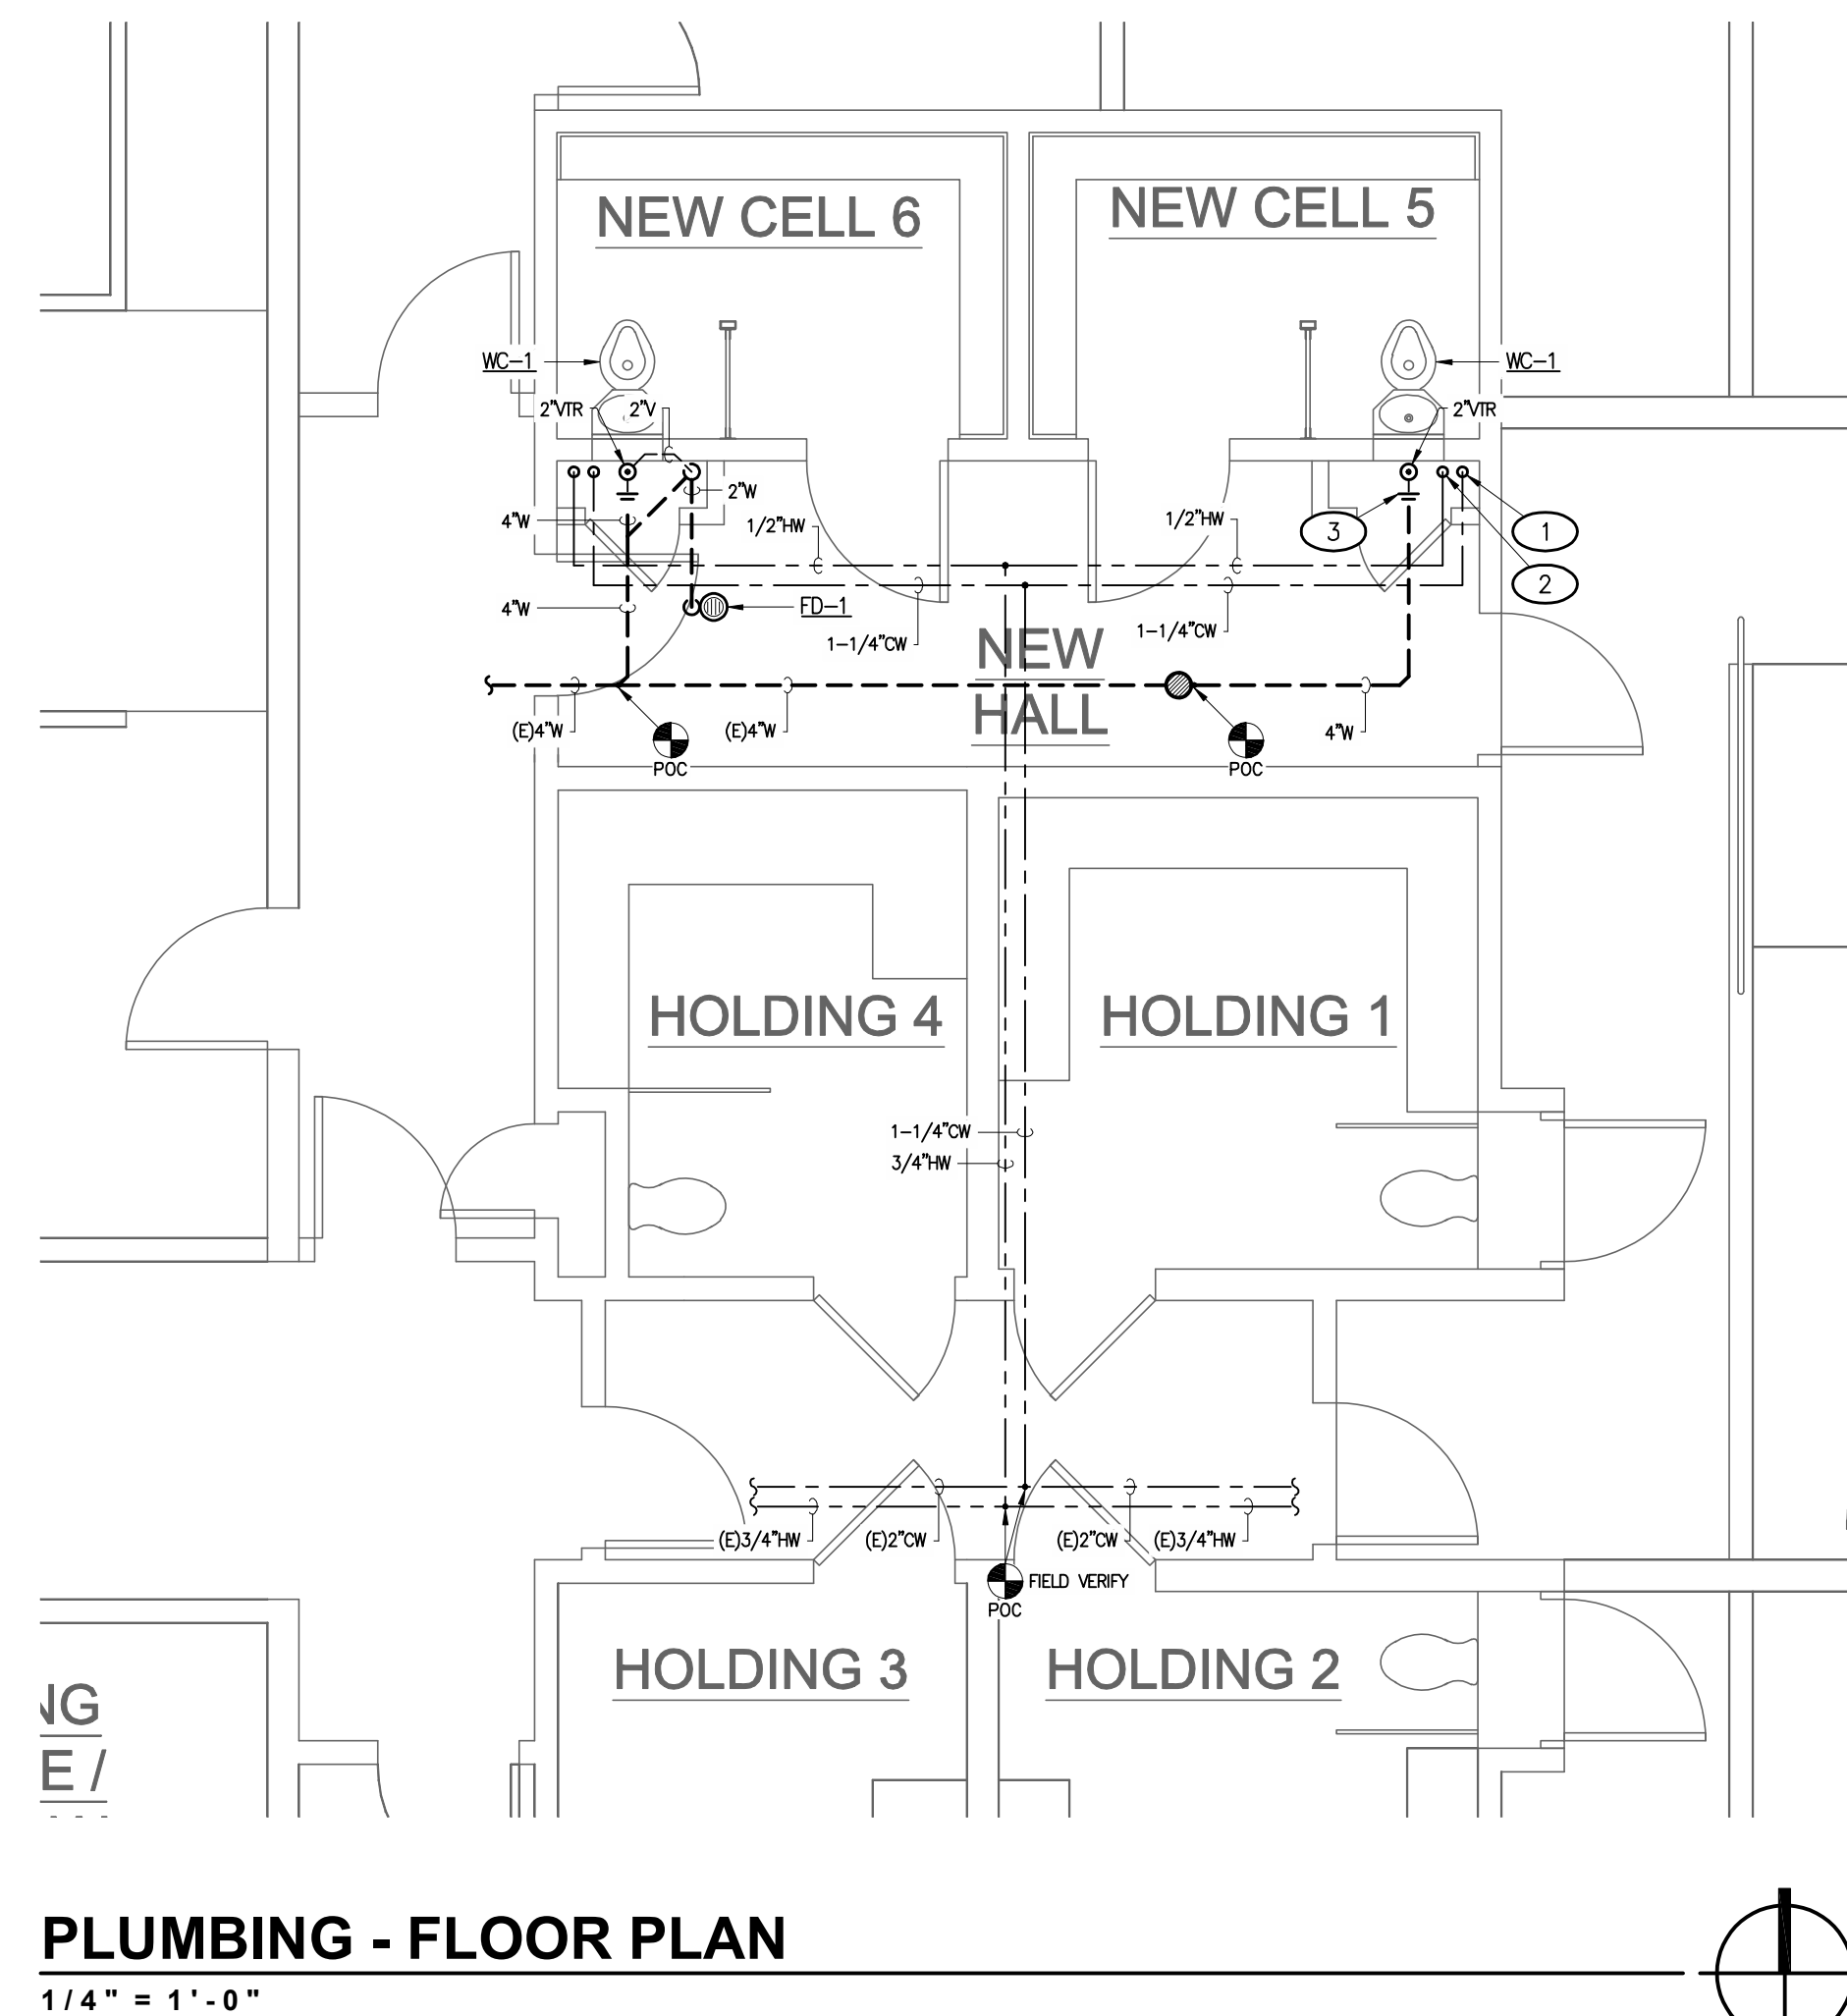 NEW CELL 6
NEW CELL 5
WC-1
WC-1
2"VTR
2"V
2"VTR
2"W
4"W
1/2"HW
1/2"HW
3
1
2
4"W
FD-1
1-1/4"CW
1-1/4"CW
NEW
HALL
(E)4"W
(E)4"W
4"W
POC
POC
HOLDING 4
HOLDING 1
1-1/4"CW
3/4"HW
(E)3/4"HW
(E)2"CW
(E)2"CW
(E)3/4"HW
FIELD VERIFY
POC
HOLDING 3
HOLDING 2
NG
E /
PLUMBING - FLOOR PLAN
1/4" = 1'-0"